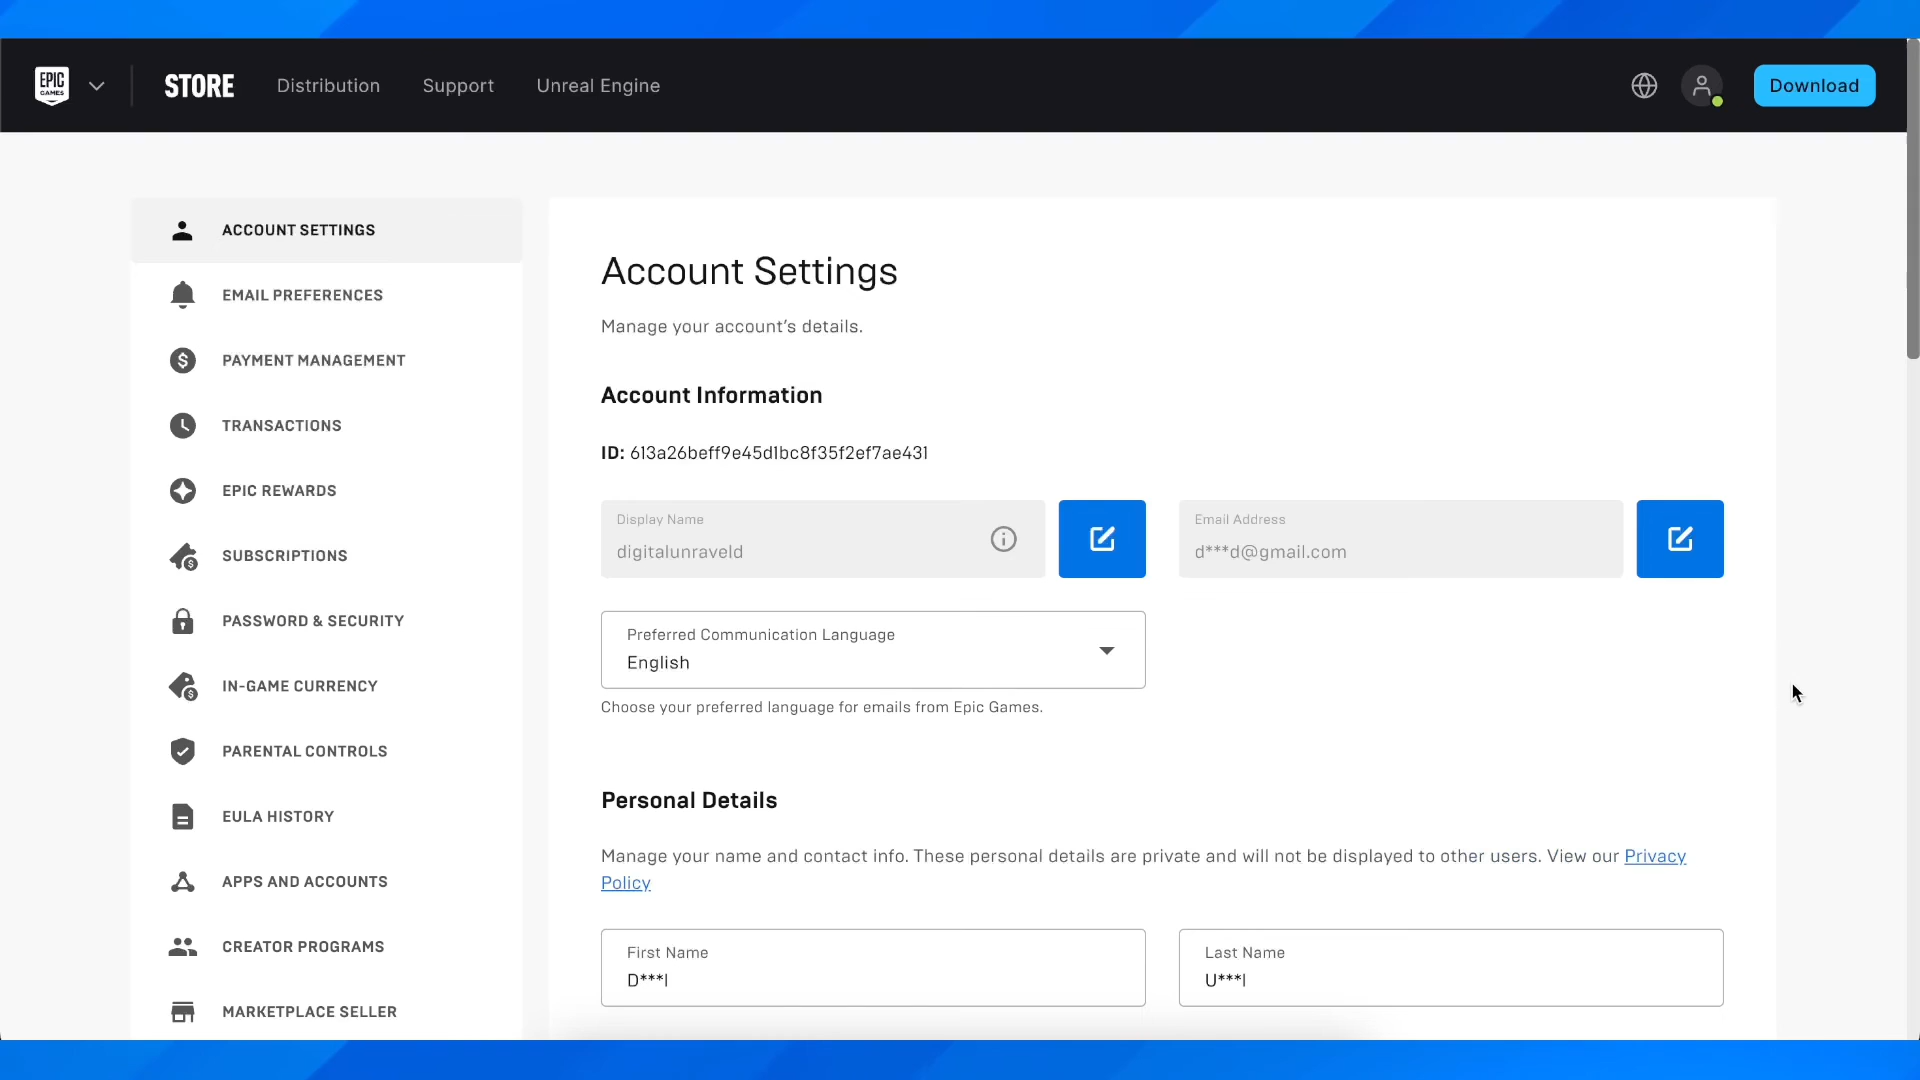 EPIC
GAMES
STORE
Distribution
Support
Unreal Engine
Download
ACCOUNT SETTINGS
EMAIL PREFERENCES
PAYMENT MANAGEMENT
TRANSACTIONS
EPIC REWARDS
SUBSCRIPTIONS
PASSWORD & SECURITY
IN-GAME CURRENCY
PARENTAL CONTROLS
EULA HISTORY
APPS AND ACCOUNTS
CREATOR PROGRAMS
MARKETPLACE SELLER
Account Settings
Manage your account's details.
Account Information
ID: 613a26beff9e45d1bc8f35f2ef7ae431
Display Name
digitalunraveld
Email Address
d***d@gmail.com
Preferred Communication Language
English
Choose your preferred language for emails from Epic Games.
Personal Details
Manage your name and contact info. These personal details are private and will not be displayed to other users. View our Privacy
Policy
First Name
D***l
Last Name
U***l